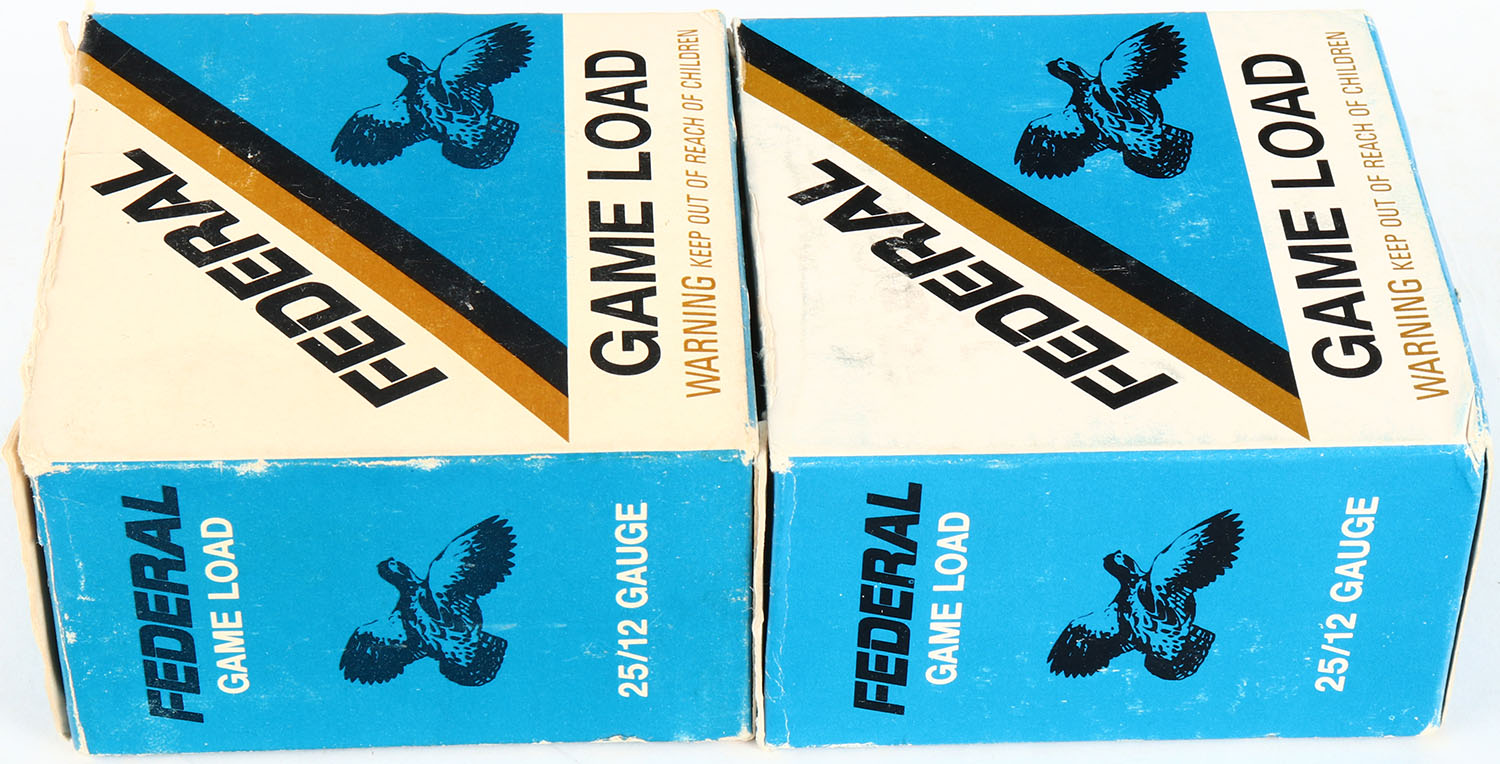 FEDERAL
GAME LOAD
WARNING KEEP OUT OF REACH OF CHILDREN
FEDERAL
GAME LOAD
25/12 GAUGE
FEDERAL
GAME LOAD
WARNING KEEP OUT OF REACH OF CHILDREN
FEDERAL
GAME LOAD
25/12 GAUGE